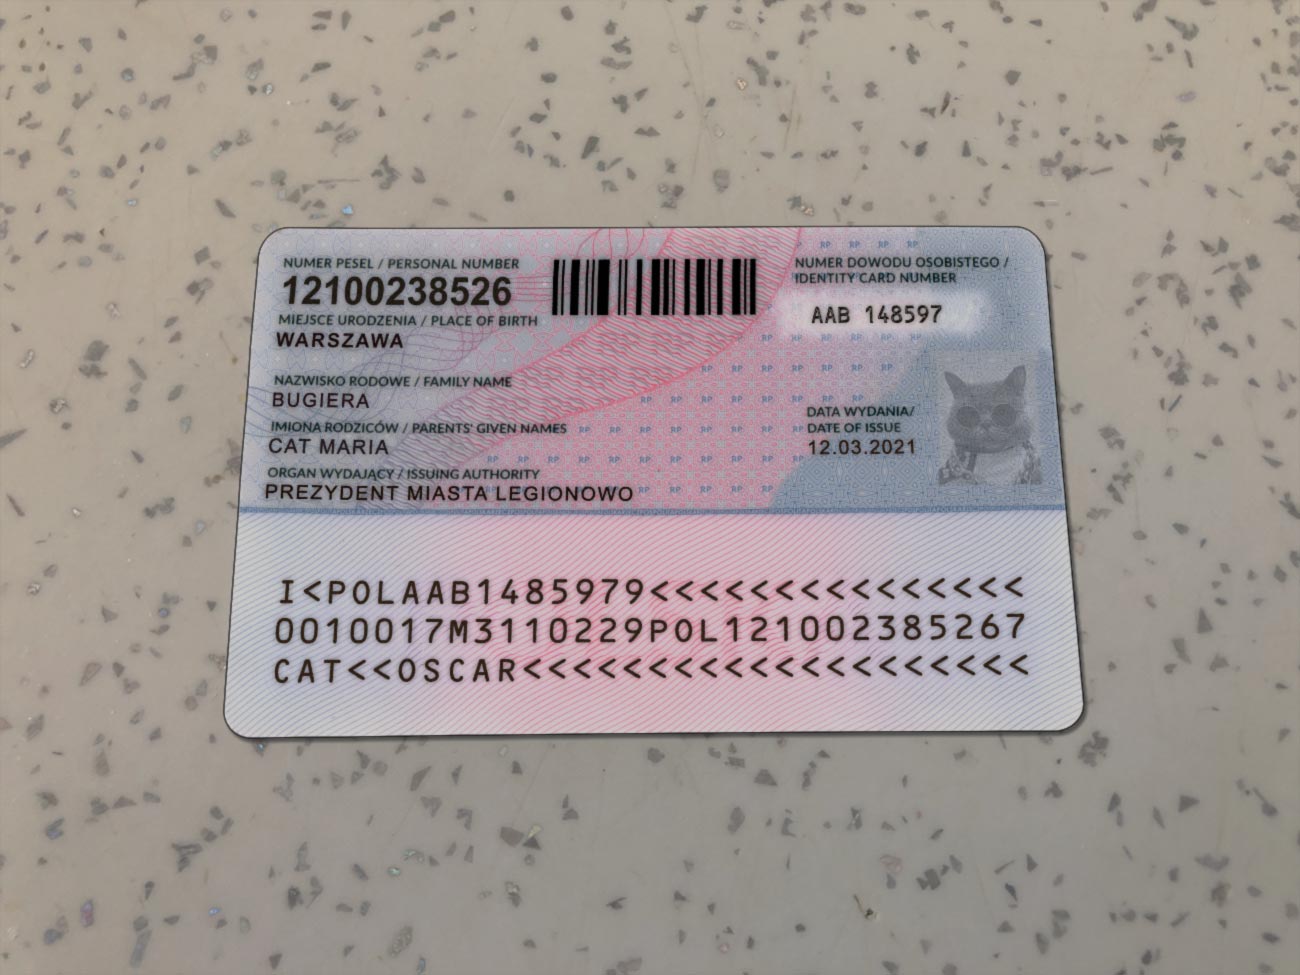 NUMER PESEL / PERSONAL NUMBER
12100238526
MIEJSCE URODZENIA / PLACE OF BIRTH
WARSZAWA
NAZWISKO RODOWE / FAMILY NAME
BUGIERA
IMIONA RODZICÓW / PARENTS' GIVEN NAMES
CAT MARIA
ORGAN WYDAJĄCY / ISSUING AUTHORITY
PREZYDENT MIASTA LEGIONOWO
NUMER DOWODU OSOBISTEGO /
IDENTITY CARD NUMBER
AAB 148597
DATA WYDANIA/
DATE OF ISSUE
12.03.2021
I<POLAAB1485979<<<<<<<<<<<<<<<
0010017M3110229POL121002385267
CAT<<OSCAR<<<<<<<<<<<<<<<<<<<<